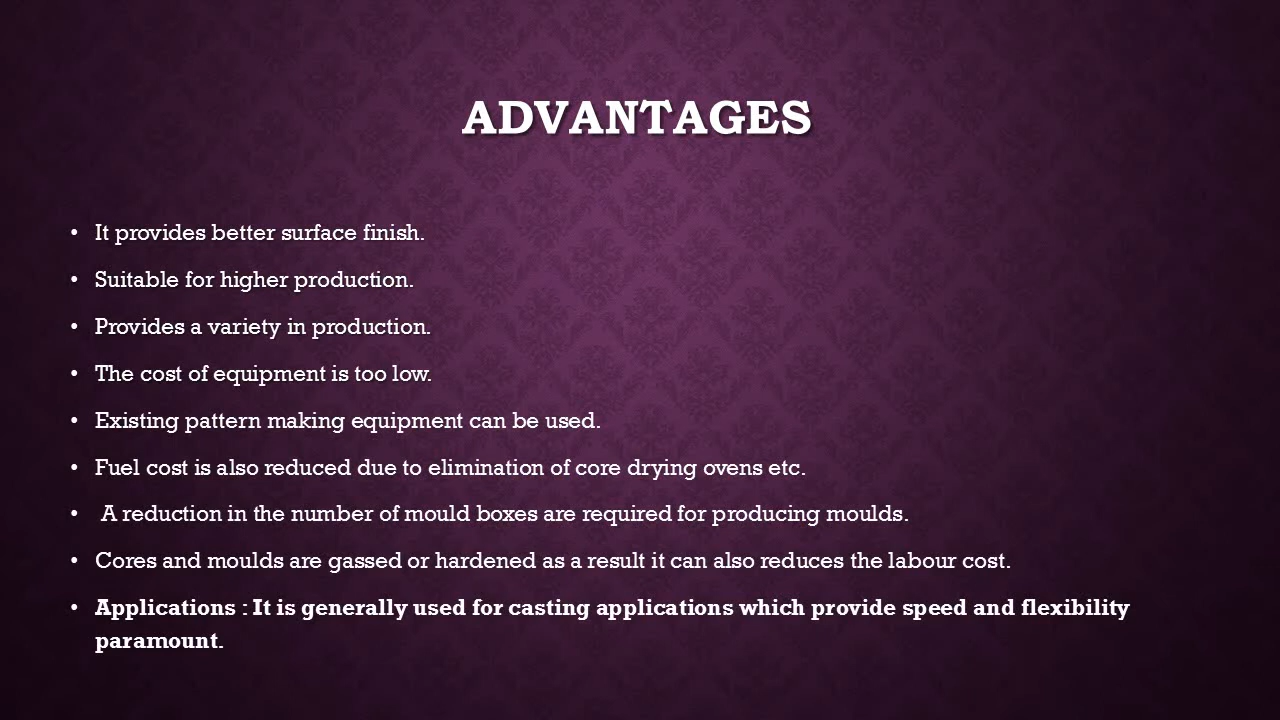 ADVANTAGES
• It provides better surface finish.
• Suitable for higher production.
• Provides a variety in production.
• The cost of equipment is too low.
• Existing pattern making equipment can be used.
• Fuel cost is also reduced due to elimination of core drying ovens etc.
• A reduction in the number of mould boxes are required for producing moulds.
• Cores and moulds are gassed or hardened as a result it can also reduces the labour cost.
• Applications : It is generally used for casting applications which provide speed and flexibility
paramount.